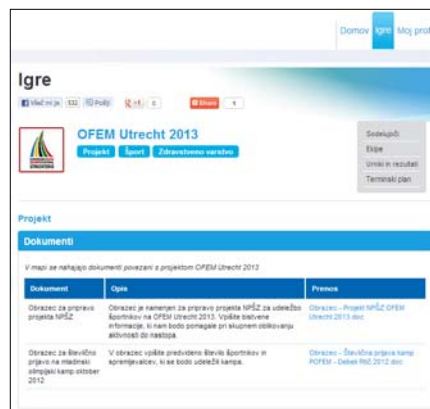 Domov Igre Moj prof
Igre
Všeč mi je 532 Pošlji +1 0 Share 1
OFEM Utrecht 2013
Projekt Šport Zdravstveno varstvo
Sodelujoči
Ekipe
Urniki in rezultati
Terminski plan
Projekt
Dokumenti
V mapi se nahajajo dokumenti povezani s projektom OFEM Utrecht 2013
Dokument Opis Prenos
Obrazec za pripravo
projekta NPŠZ
Obrazec je namenjen za pripravo projekta NPŠZ za udeležbo
športnikov na OFEM Utrecht 2013. Vpišite bistvene
informacije, ki nam bodo pomagale pri skupnem oblikovanju
aktivnosti do nastopa.
Obrazec - Projekt NPŠZ OFEM
Utrecht 2013.doc
Obrazec za številčno
prijavo na mladinski
olimpijski kamp oktober
2012
V obrazec vpišite predvideno število športnikov in
spremljevalcev, ki se bodo udeležili kampa.
Obrazec - Številčna prijava kamp
POFEM - Debeli Rtič 2012.doc